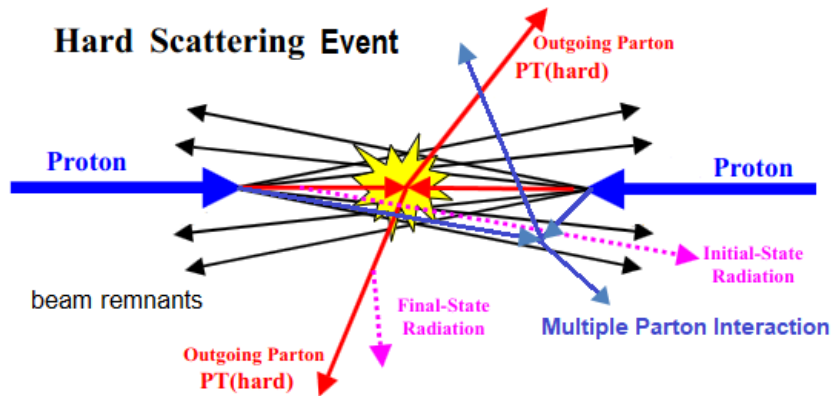 Hard Scattering Event
Outgoing Parton
PT(hard)
Proton
Proton
Initial-State
Radiation
beam remnants
Final-State
Radiation
Multiple Parton Interaction
Outgoing Parton
PT(hard)